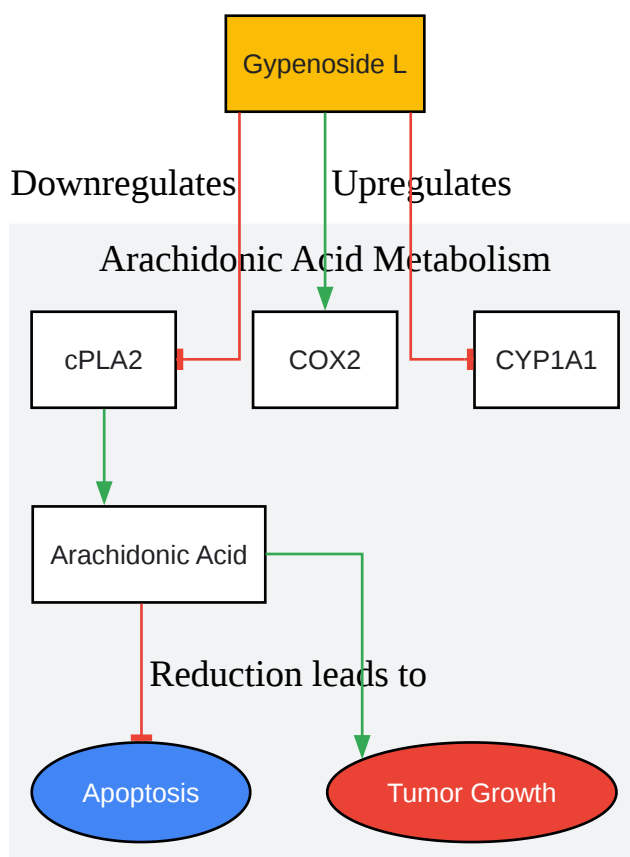 Gypenoside L
Downregulates
Upregulates
Arachidonic Acid Metabolism
cPLA2
COX2
CYP1A1
Arachidonic Acid
Reduction leads to
Apoptosis
Tumor Growth